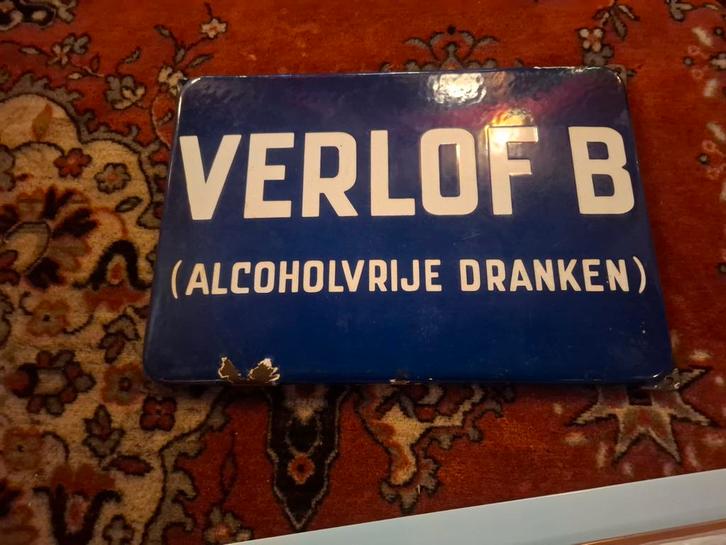 VERLOF B
(ALCOHOLVRIJE DRANKEN)